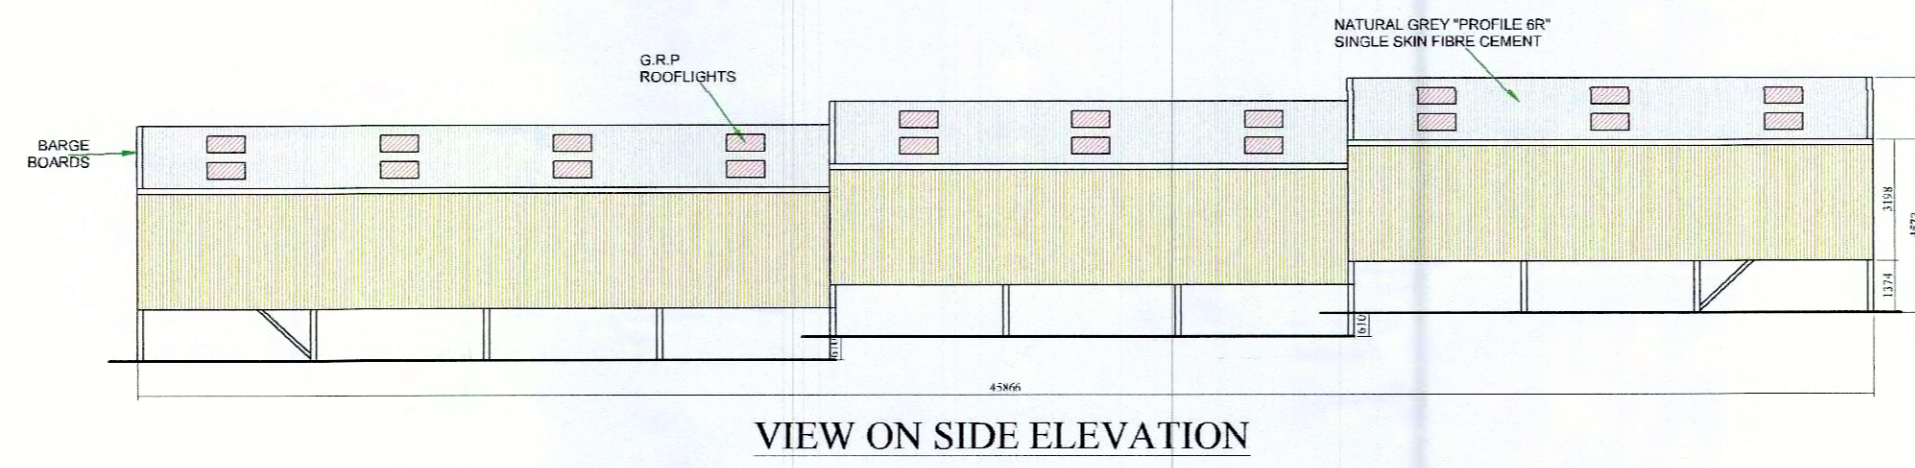 NATURAL GREY "PROFILE 6R"
SINGLE SKIN FIBRE CEMENT
G.R.P
ROOFLIGHTS
BARGE
BOARDS
3198
1374
610
610
45866
VIEW ON SIDE ELEVATION